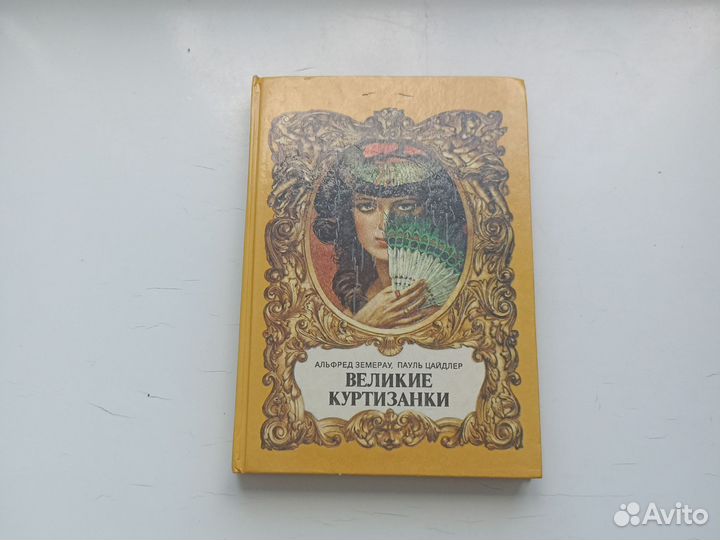 АЛЬФРЕД ЗЕМЕРАУ, ПАУЛЬ ЦАЙДЛЕР
ВЕЛИКИЕ
КУРТИЗАНКИ
Avito